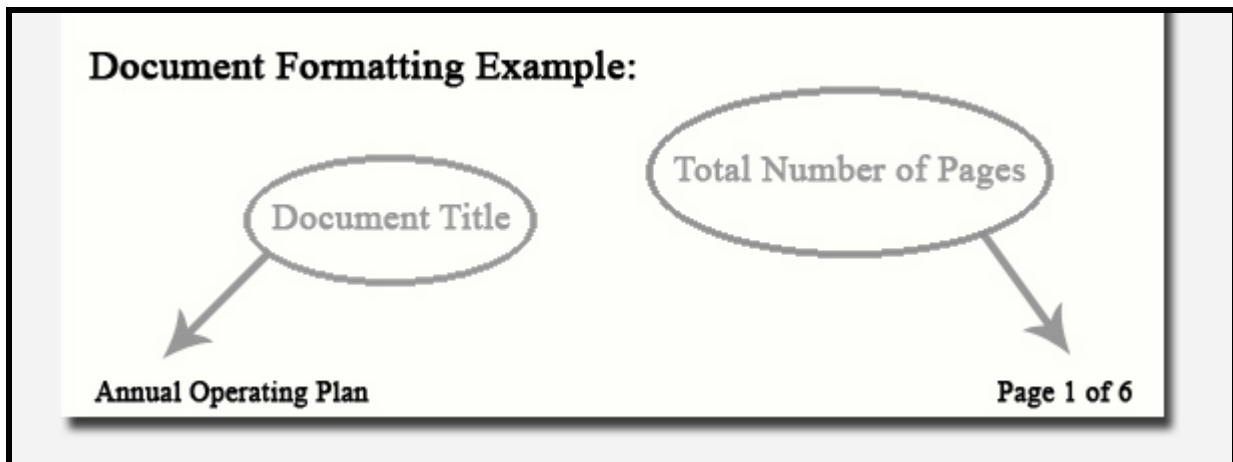 Document Formatting Example:
Total Number of Pages
Document Title
Annual Operating Plan
Page 1 of 6